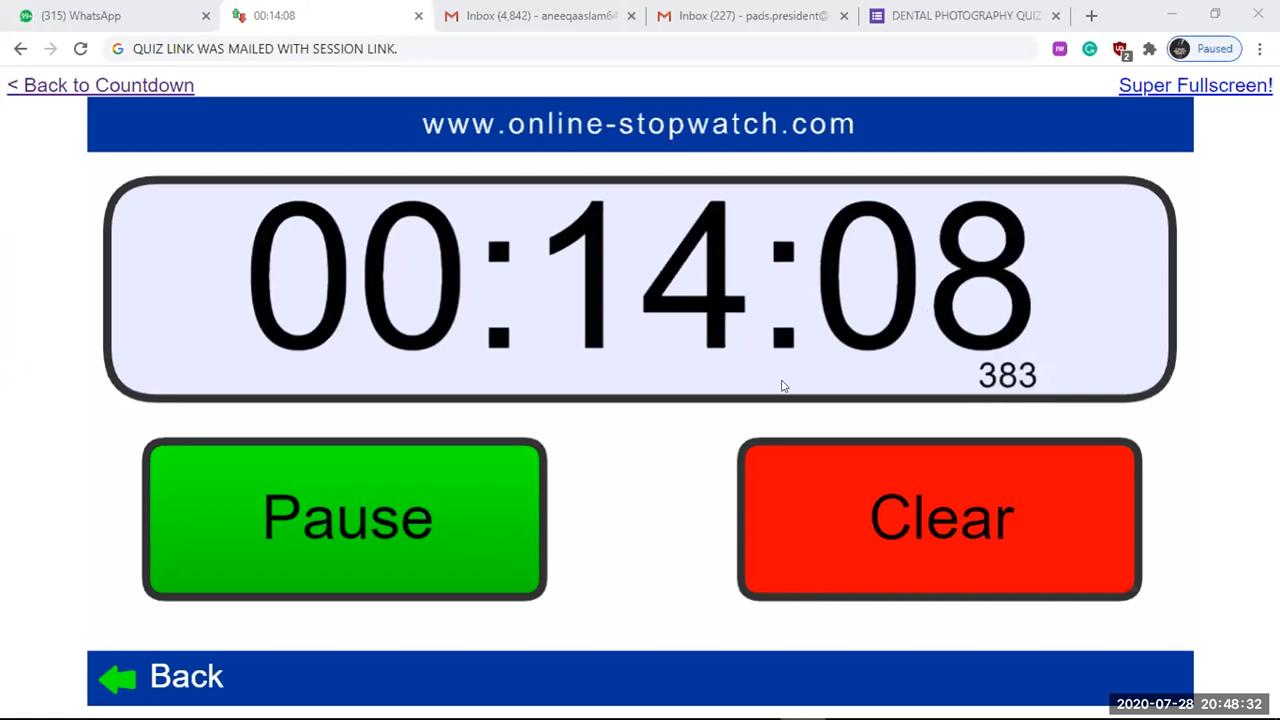 (315) WhatsApp
00:14:08
Inbox (4,842) - aneeqaaslam64
Inbox (227) - pads.president@
DENTAL PHOTOGRAPHY QUIZ
QUIZ LINK WAS MAILED WITH SESSION LINK.
2
Paused
< Back to Countdown
Super Fullscreen!
www.online-stopwatch.com
00:14:08
383
Pause
Clear
Back
2020-07-28 20:48:32